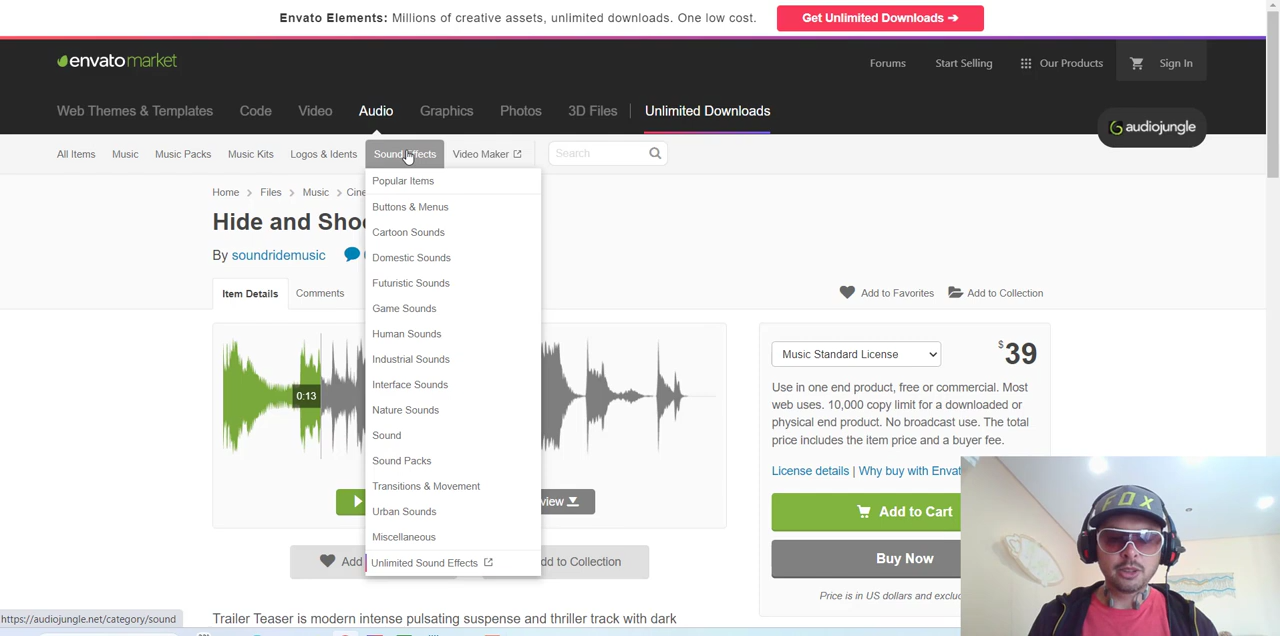 Envato Elements: Millions of creative assets, unlimited downloads. One low cost.
Get Unlimited Downloads ➔
envatomarket
Forums
Start Selling
Our Products
Sign In
Web Themes & Templates
Code
Video
Audio
Graphics
Photos
3D Files
Unlimited Downloads
audiojungle
All Items
Music
Music Packs
Music Kits
Logos & Idents
Sound Effects
Video Maker
Search
Popular Items
Buttons & Menus
Cartoon Sounds
Domestic Sounds
Futuristic Sounds
Game Sounds
Human Sounds
Industrial Sounds
Interface Sounds
Nature Sounds
Sound
Sound Packs
Transitions & Movement
Urban Sounds
Miscellaneous
Unlimited Sound Effects
Home > Files > Music > Cine
Hide and Shoo
By soundridemusic
Item Details
Comments
Add to Favorites
Add to Collection
0:13
view
Add
dd to Collection
Music Standard License
$39
Use in one end product, free or commercial. Most
web uses. 10,000 copy limit for a downloaded or
physical end product. No broadcast use. The total
price includes the item price and a buyer fee.
License details | Why buy with Envat
Add to Cart
Buy Now
Price is in US dollars and exclu
Trailer Teaser is modern intense pulsating suspense and thriller track with dark
https://audiojungle.net/category/sound
FOX